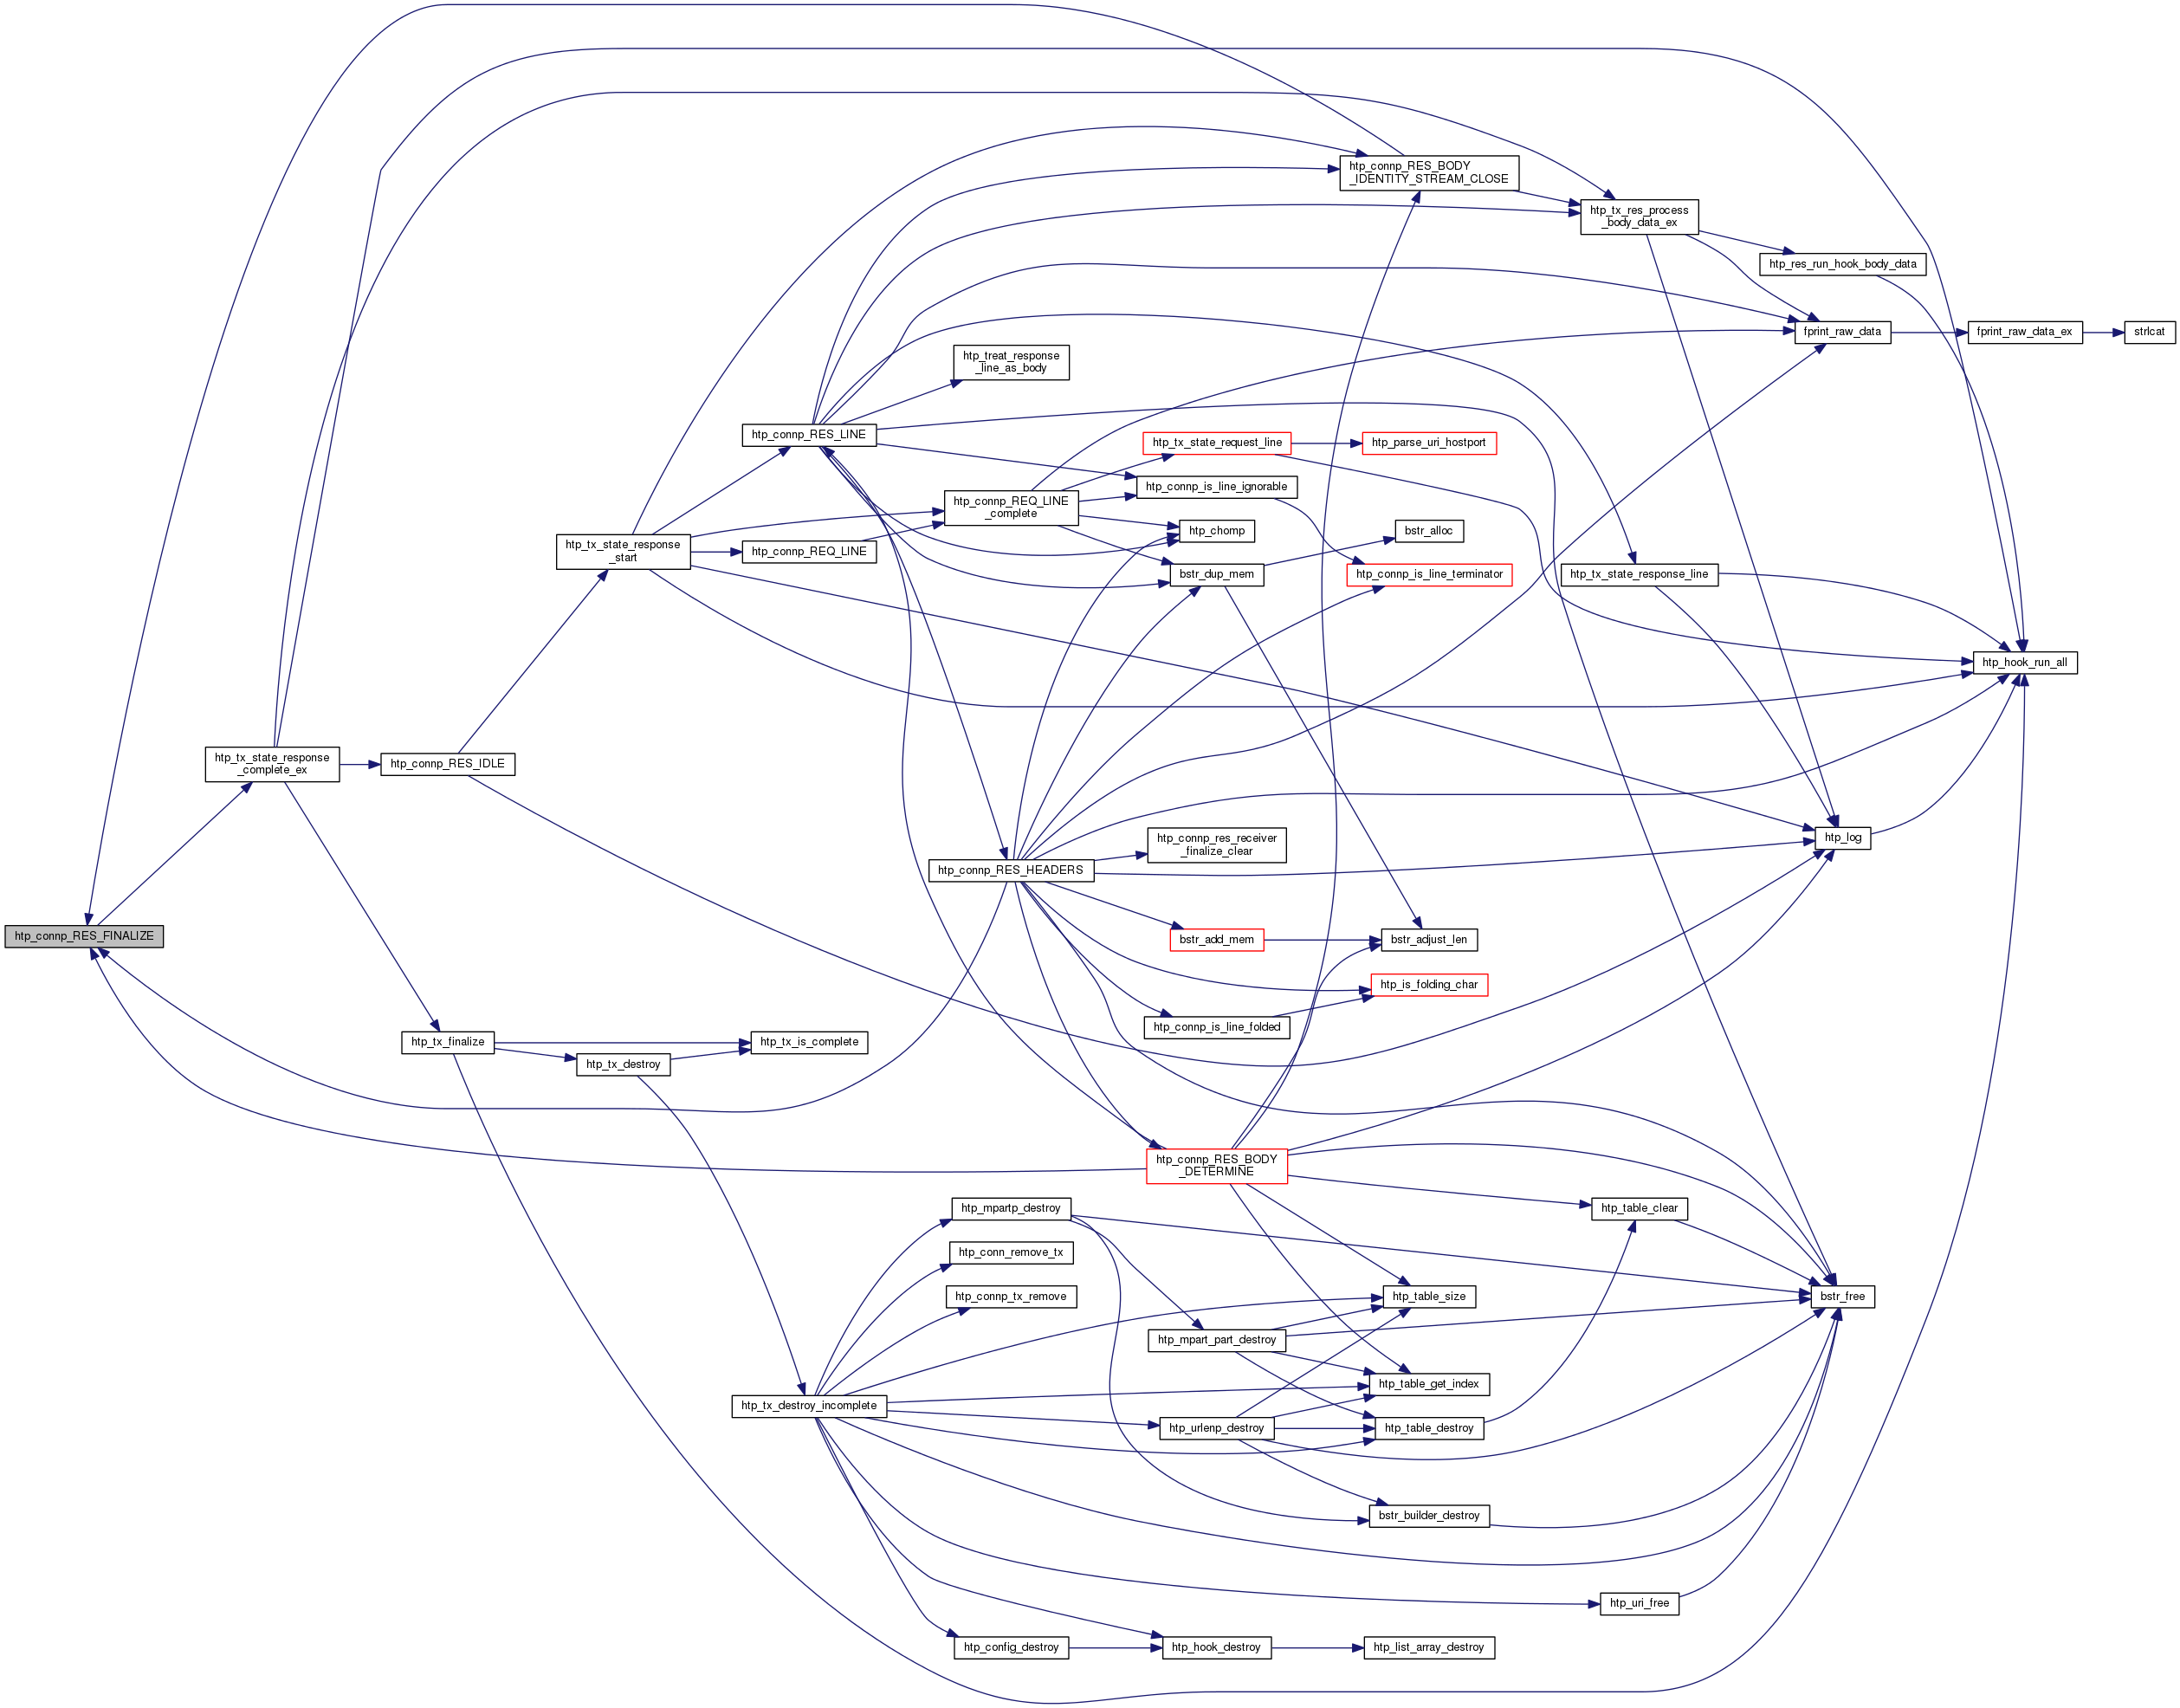 htp_connp_RES_FINALIZE
htp_tx_state_response
_complete_ex
htp_connp_RES_IDLE
htp_tx_finalize
htp_tx_state_response
_start
htp_tx_destroy
htp_connp_RES_LINE
htp_connp_REQ_LINE
htp_tx_is_complete
htp_tx_destroy_incomplete
htp_treat_response
_line_as_body
htp_connp_REQ_LINE
_complete
htp_connp_RES_HEADERS
htp_mpartp_destroy
htp_conn_remove_tx
htp_connp_tx_remove
htp_config_destroy
htp_tx_state_request_line
htp_connp_is_line_ignorable
htp_chomp
bstr_dup_mem
htp_connp_res_receiver
_finalize_clear
bstr_add_mem
htp_connp_is_line_folded
htp_connp_RES_BODY
_DETERMINE
htp_mpart_part_destroy
htp_urlenp_destroy
htp_hook_destroy
htp_connp_RES_BODY
_IDENTITY_STREAM_CLOSE
htp_parse_uri_hostport
bstr_alloc
htp_connp_is_line_terminator
bstr_adjust_len
htp_is_folding_char
htp_table_size
htp_table_get_index
htp_table_destroy
bstr_builder_destroy
htp_list_array_destroy
htp_tx_res_process
_body_data_ex
htp_tx_state_response_line
htp_table_clear
htp_uri_free
htp_res_run_hook_body_data
fprint_raw_data
htp_log
bstr_free
fprint_raw_data_ex
htp_hook_run_all
strlcat